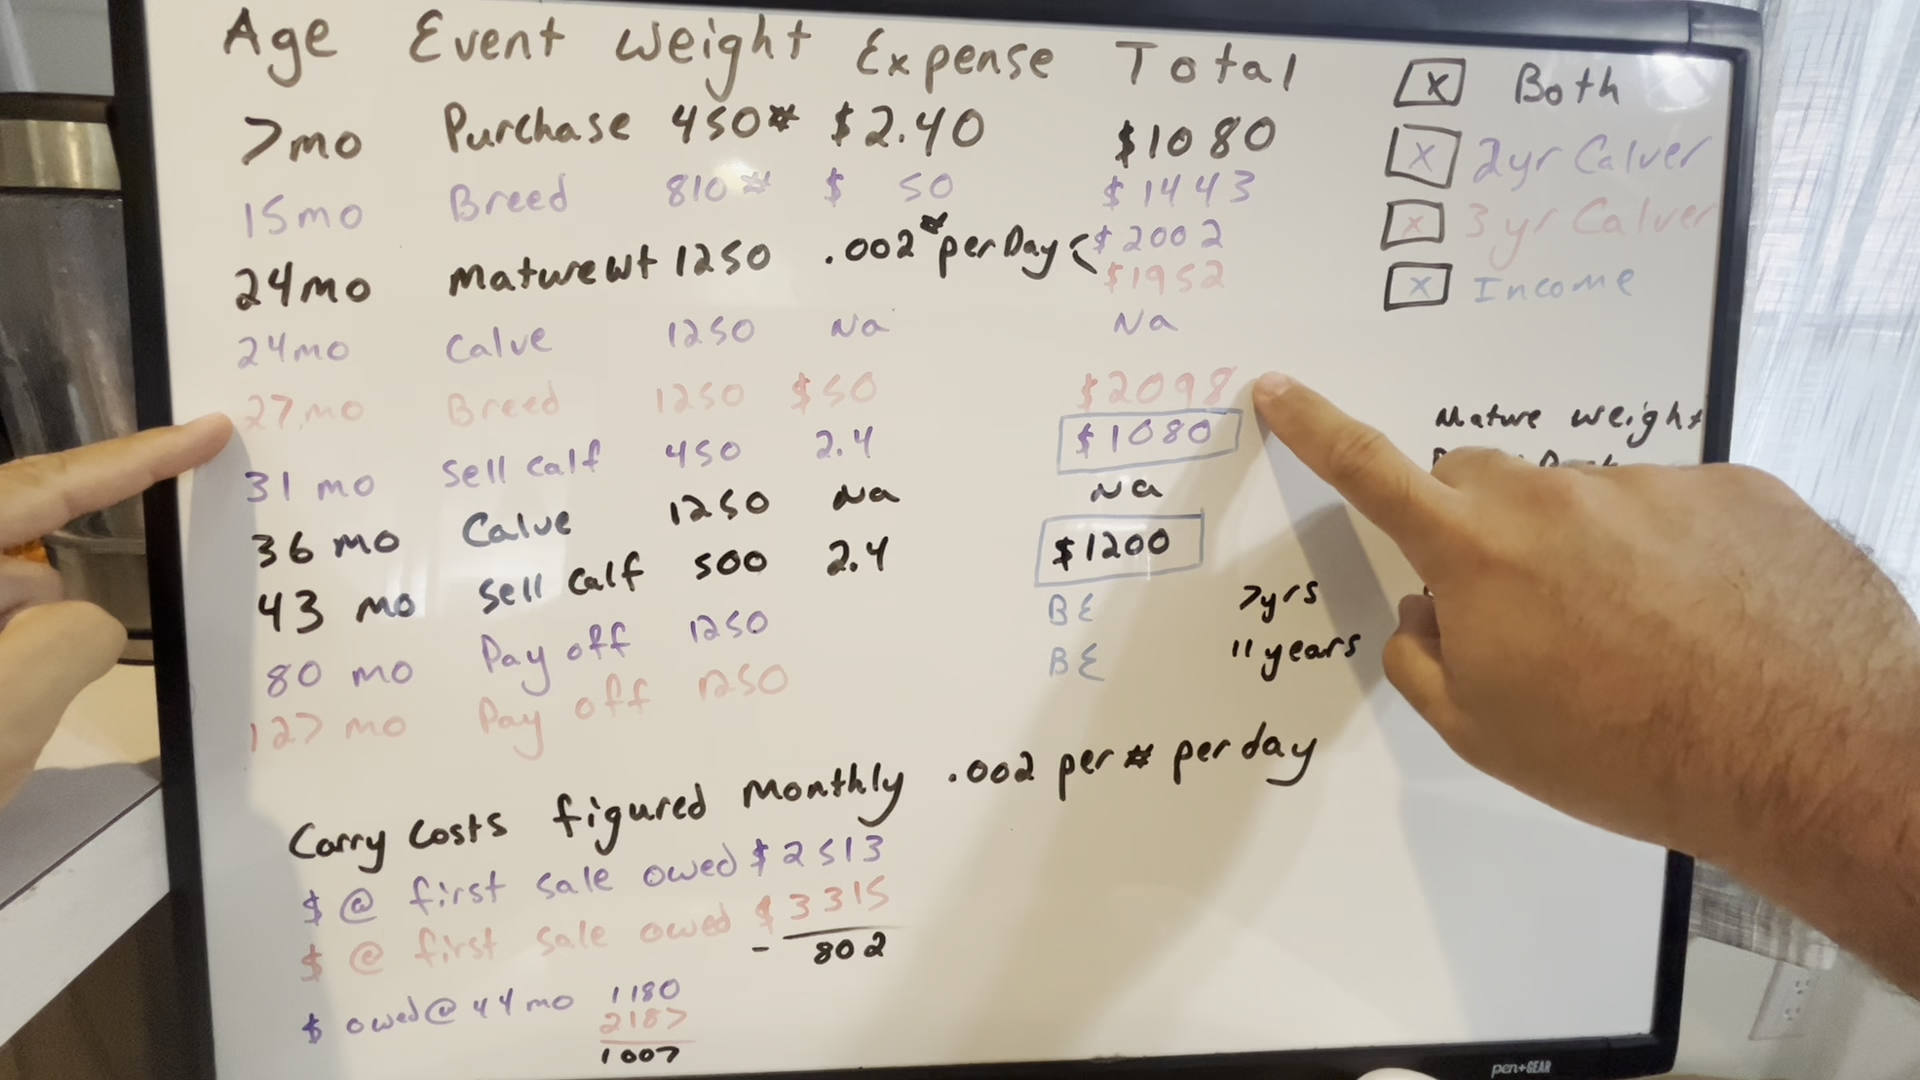 Age Event Weight Expense Total
7mo Purchase 450# $2.40 $1080
15mo Breed 810# $ 50 $1443
24mo Mature wt 1250 .002# per Day < $2002
$1952
24mo Calve 1250 Na Na
27mo Breed 1250 $50 $2098
31 mo Sell Calf 450 2.4 $1080
36 mo Calve 1250 Na Na
43 mo Sell Calf 500 2.4 $1200
80 mo Pay off 1250 BE 7yrs
127 mo Pay off 1250 BE 11 years
Carry Costs figured monthly .002 per # per day
$ @ first sale owed $2513
$ @ first sale owed $3315
- 802
$ owed @ 44mo 1180
2187
1007
x Both
x 2yr Calver
x 3yr Calver
x Income
Mature Weight
pen+GEAR